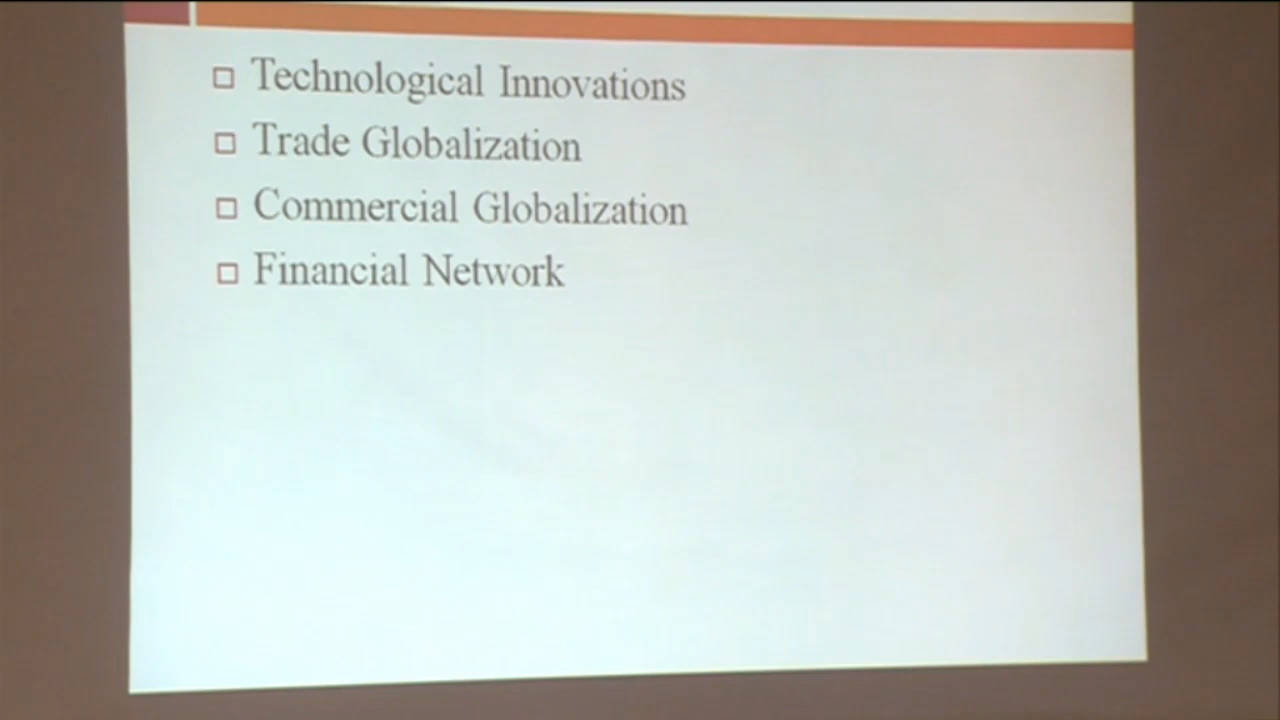 Technological Innovations
Trade Globalization
Commercial Globalization
Financial Network